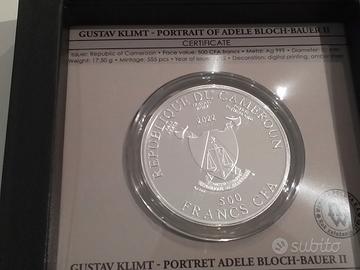 GUSTAV KLIMT - PORTRAIT OF ADELE BLOCH-BAUER II
CERTIFICATE
Issuer: Republic of Cameroon • Face value: 500 CFA francs • Metal: Ag 999 • Diameter:
Weight: 17,50 g • Mintage: 555 pcs • Year of issue: • Decoration: digital printing,
REPUBLIQUE DU CAMEROUN
2022
500
FRANCS CFA
subito
GUSTAV KLIMT - PORTRET ADELE BLOCH-BAUER II